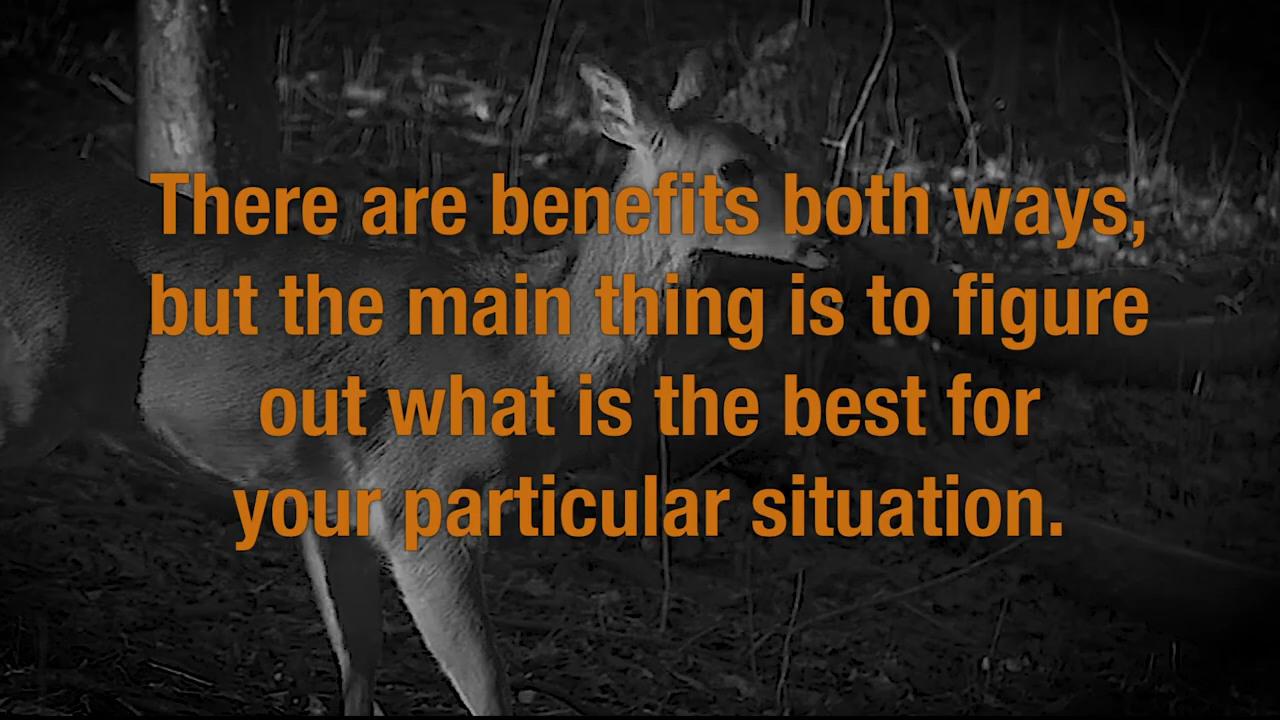 There are benefits both ways,
but the main thing is to figure
out what is the best for
your particular situation.